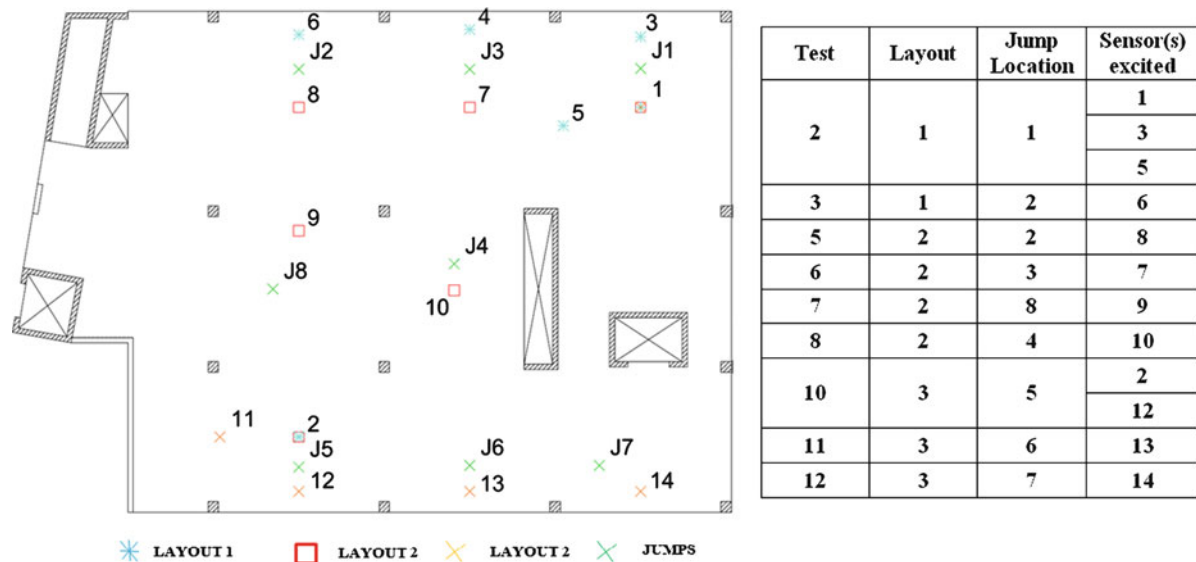 6 4 3
J2 J3 J1
8 7 1
5
9
J4
J8
10
11 2
J5 J6 J7
12 13 14
LAYOUT 1 LAYOUT 2 LAYOUT 2 JUMPS
Test Layout Jump Location Sensor(s) excited
2 1 1 1
3
5
3 1 2 6
5 2 2 8
6 2 3 7
7 2 8 9
8 2 4 10
10 3 5 2
12
11 3 6 13
12 3 7 14